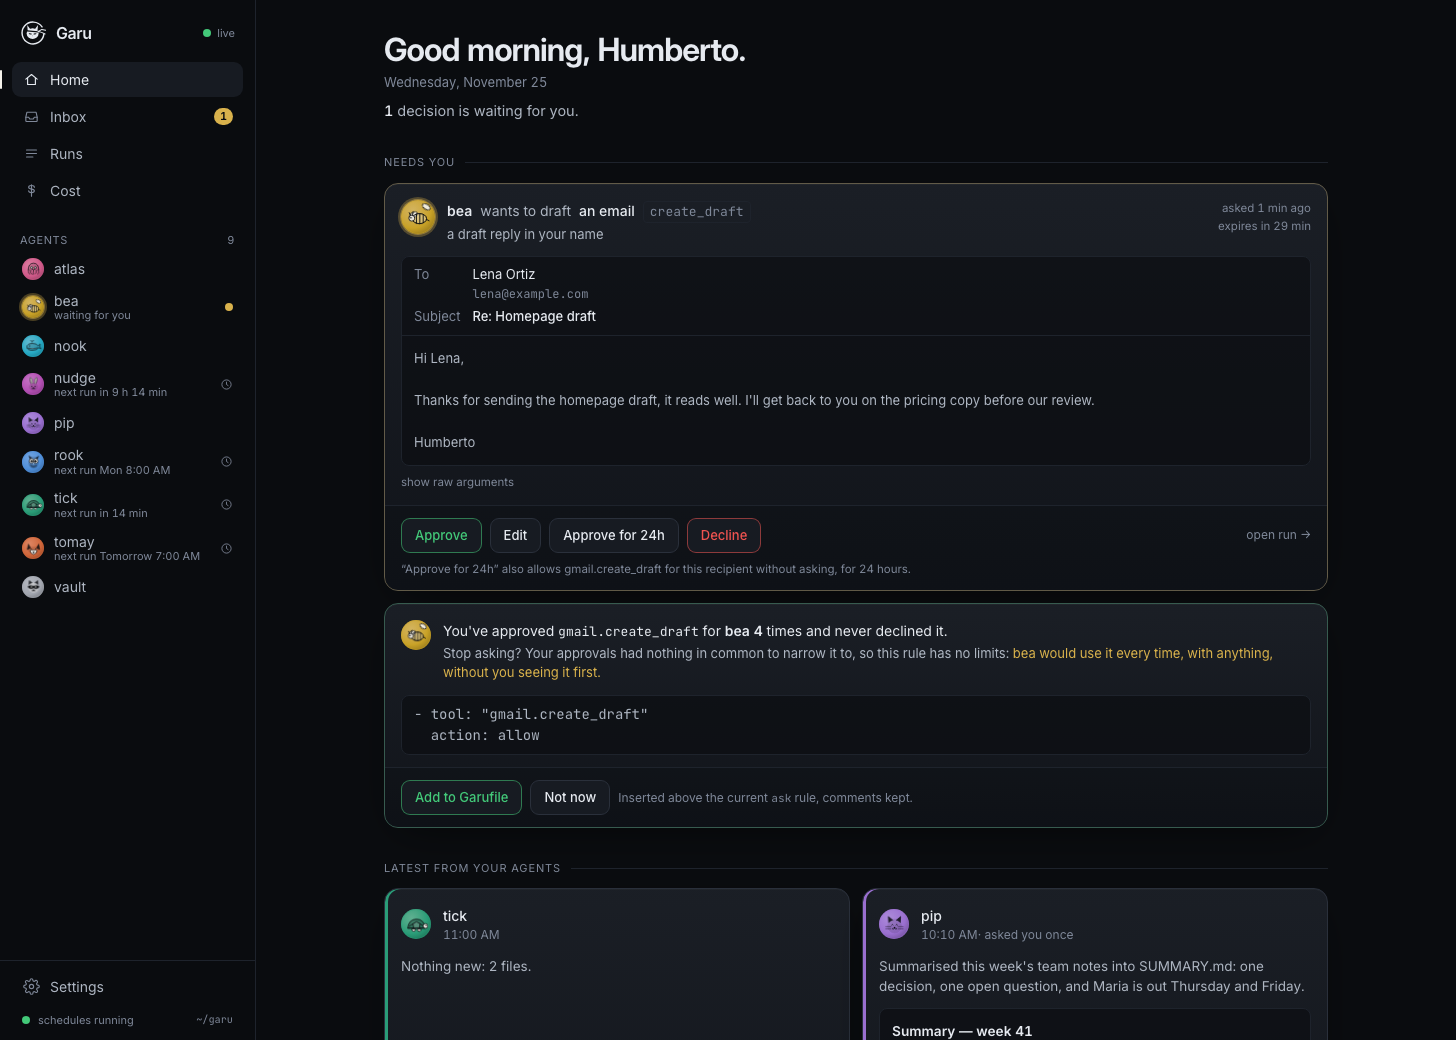 Garu
live
Home
Inbox
1
Runs
Cost
AGENTS
9
atlas
bea
waiting for you
nook
nudge
next run in 9 h 14 min
pip
rook
next run Mon 8:00 AM
tick
next run in 14 min
tomay
next run Tomorrow 7:00 AM
vault
Settings
schedules running
~/garu
Good morning, Humberto.
Wednesday, November 25
1 decision is waiting for you.
NEEDS YOU
bea wants to draft an email create_draft
a draft reply in your name
asked 1 min ago
expires in 29 min
To Lena Ortiz
lena@example.com
Subject Re: Homepage draft
Hi Lena,
Thanks for sending the homepage draft, it reads well. I'll get back to you on the pricing copy before our review.
Humberto
show raw arguments
Approve
Edit
Approve for 24h
Decline
open run →
“Approve for 24h” also allows gmail.create_draft for this recipient without asking, for 24 hours.
You've approved gmail.create_draft for bea 4 times and never declined it.
Stop asking? Your approvals had nothing in common to narrow it to, so this rule has no limits: bea would use it every time, with anything,
without you seeing it first.
- tool: "gmail.create_draft"
action: allow
Add to Garufile
Not now
Inserted above the current ask rule, comments kept.
LATEST FROM YOUR AGENTS
tick
11:00 AM
Nothing new: 2 files.
pip
10:10 AM· asked you once
Summarised this week's team notes into SUMMARY.md: one
decision, one open question, and Maria is out Thursday and Friday.
Summary — week 41